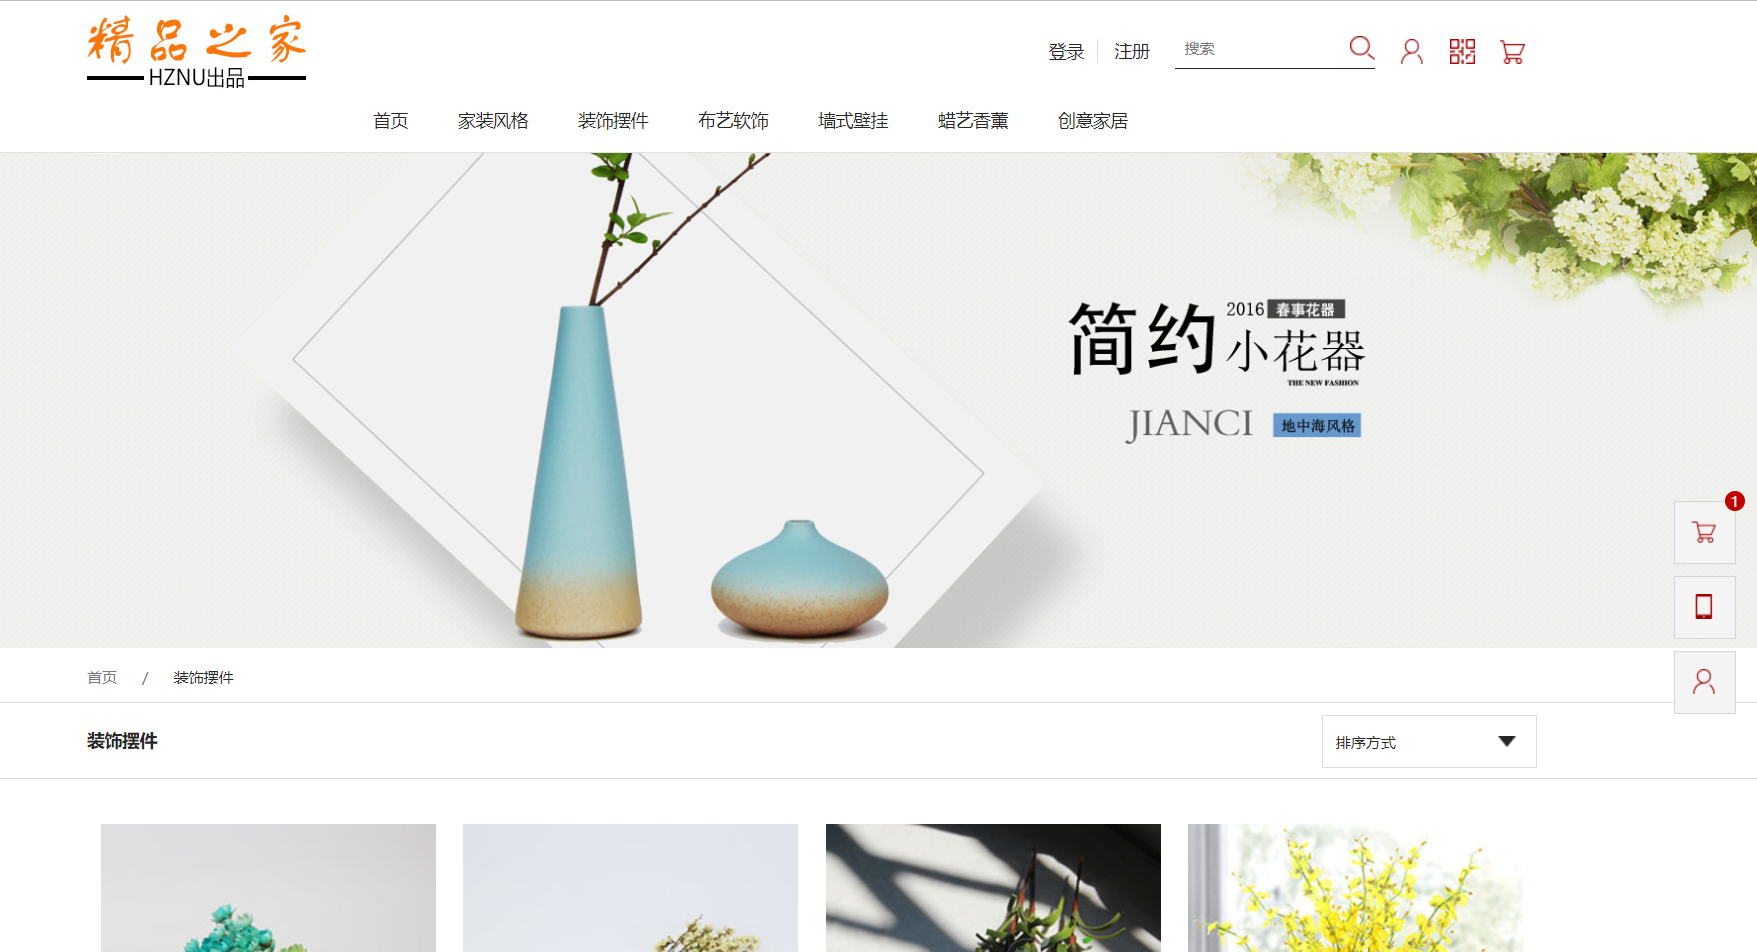 精品之家
HZNU出品
登录 注册 搜索
首页 家装风格 装饰摆件 布艺软饰 墙式壁挂 蜡艺香薰 创意家居
简约 2016 春事花器
小花器
THE NEW FASHION
JIANCI 地中海风格
1
首页 / 装饰摆件
装饰摆件 排序方式